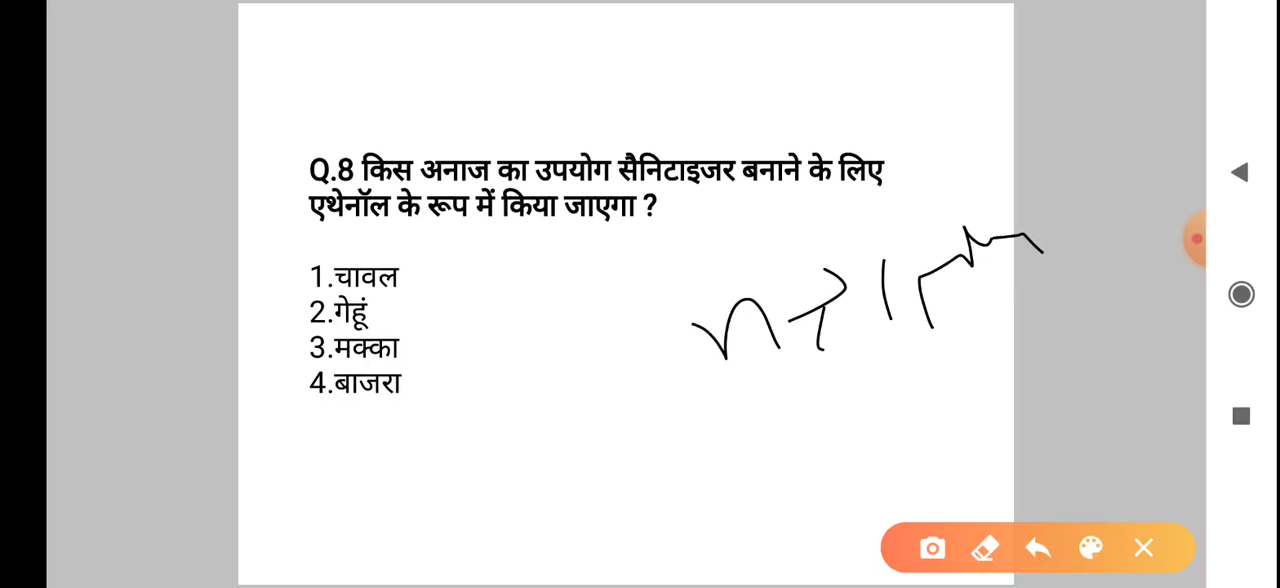 Q.8 किस अनाज का उपयोग सैनिटाइजर बनाने के लिए
एथेनॉल के रूप में किया जाएगा ?
1.चावल
2.गेहूं
3.मक्का
4.बाजरा